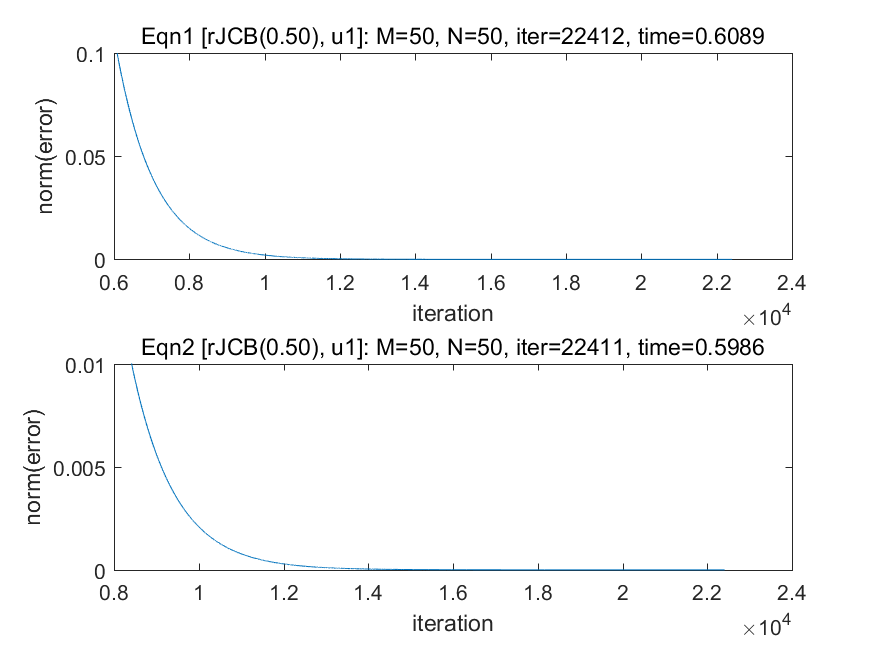 Eqn1 [rJCB(0.50), u1]: M=50, N=50, iter=22412, time=0.6089
0.1
0.05
0
norm(error)
0.6 0.8 1 1.2 1.4 1.6 1.8 2 2.2 2.4
iteration
×10^4
Eqn2 [rJCB(0.50), u1]: M=50, N=50, iter=22411, time=0.5986
0.01
0.005
0
norm(error)
0.8 1 1.2 1.4 1.6 1.8 2 2.2 2.4
iteration
×10^4